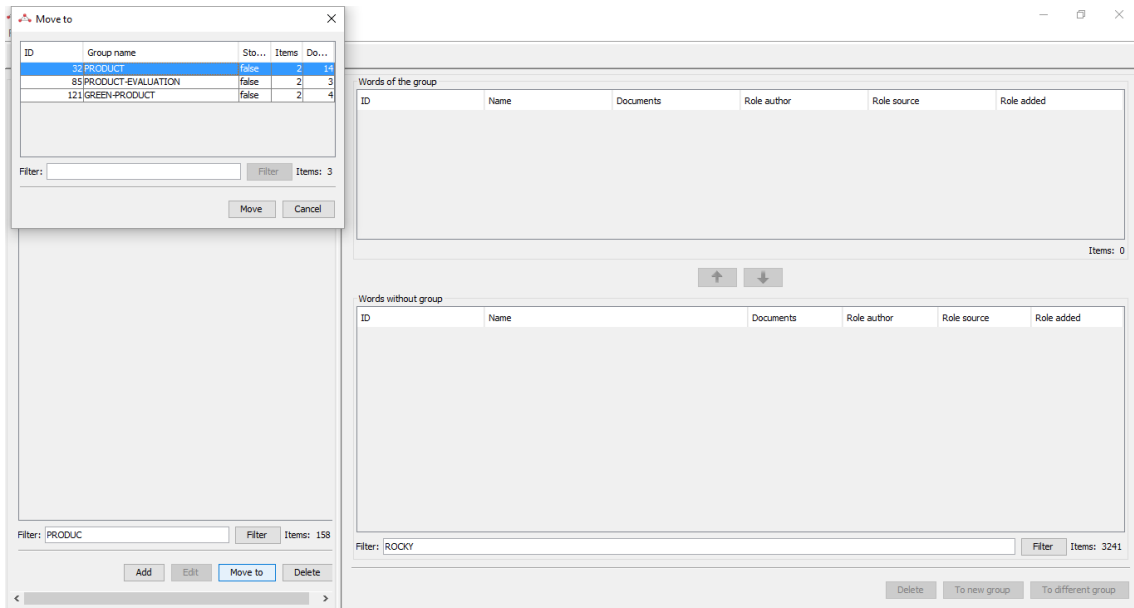 Move to
ID Group name Sto... Items Do...
32 PRODUCT false 2 14
85 PRODUCT-EVALUATION false 2 3
121 GREEN-PRODUCT false 2 4
Filter: Filter Items: 3
Move Cancel
Words of the group
ID Name Documents Role author Role source Role added
Items: 0
Words without group
ID Name Documents Role author Role source Role added
Filter: PRODUC Filter Items: 158
Filter: ROCKY Filter Items: 3241
Add Edit Move to Delete
Delete To new group To different group